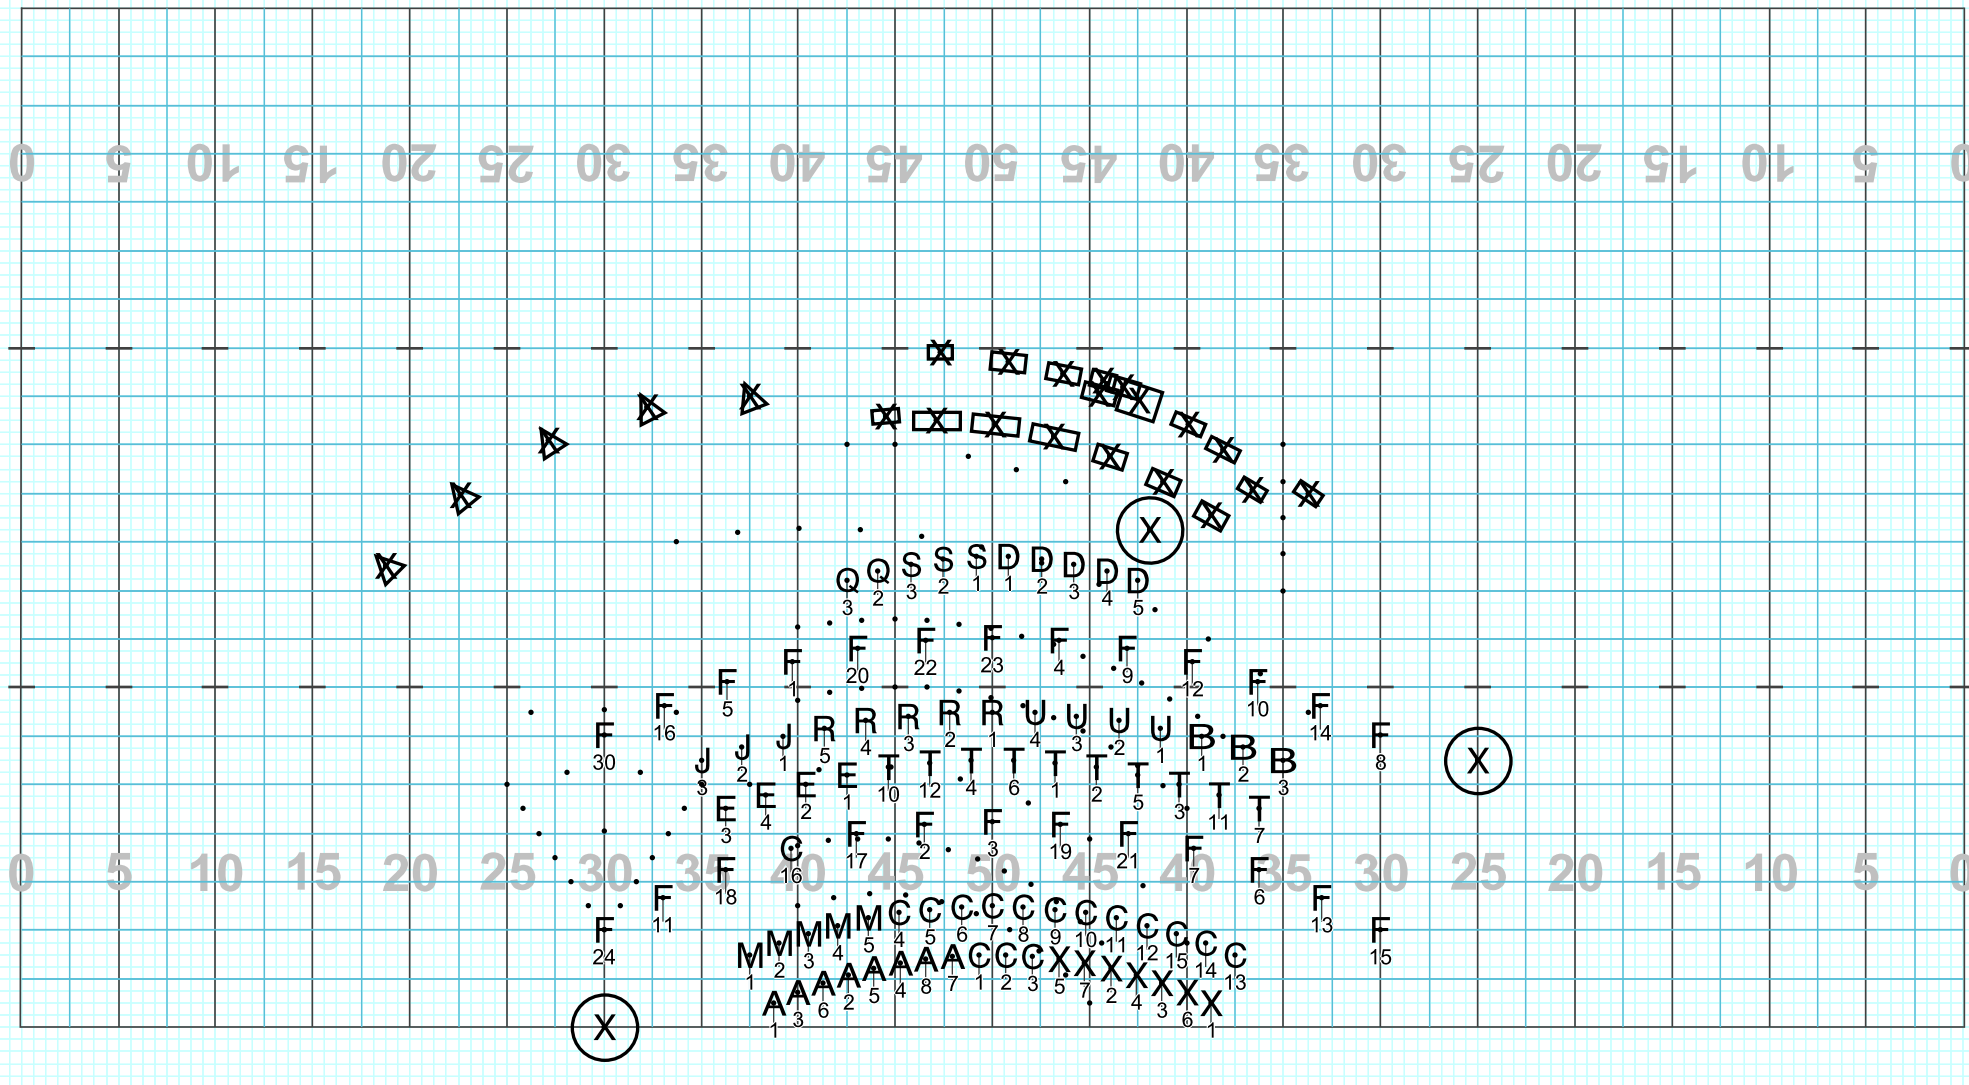 0 5 10 15 20 25 30 35 40 45 50 45 40 35 30 25 20 15 10 5 0
X X X X X X X
X X X X X X
X X X X X X X
X X X X X
X
Q Q S S S D D D D D
3 2 3 2 1 1 2 3 4 5
F F F F F F F F F F F F F F F
30 16 5 1 20 22 23 4 9 12 10 14 8
J J J R R R R R U U U U B B B
3 2 1 5 4 3 2 1 4 3 2 1 1 2 3
X
E E E E T T T T T T T T T T
3 4 2 1 10 12 4 6 1 2 5 3 11 7
C F F F F F F F
16 17 2 3 19 21 7 6
0 5 10 15 20 25 30 35 40 45 50 45 40 35 30 25 20 15 10 5 0
F F F F F
24 11 18 13 15
M M M M M C C C C C C C C C C C C
1 2 3 4 5 4 5 6 7 8 9 10 11 12 15 14 13
A A A A A A A A C C C X X X X X X X
1 3 6 2 5 4 8 7 1 2 3 5 7 2 4 3 6 1
X